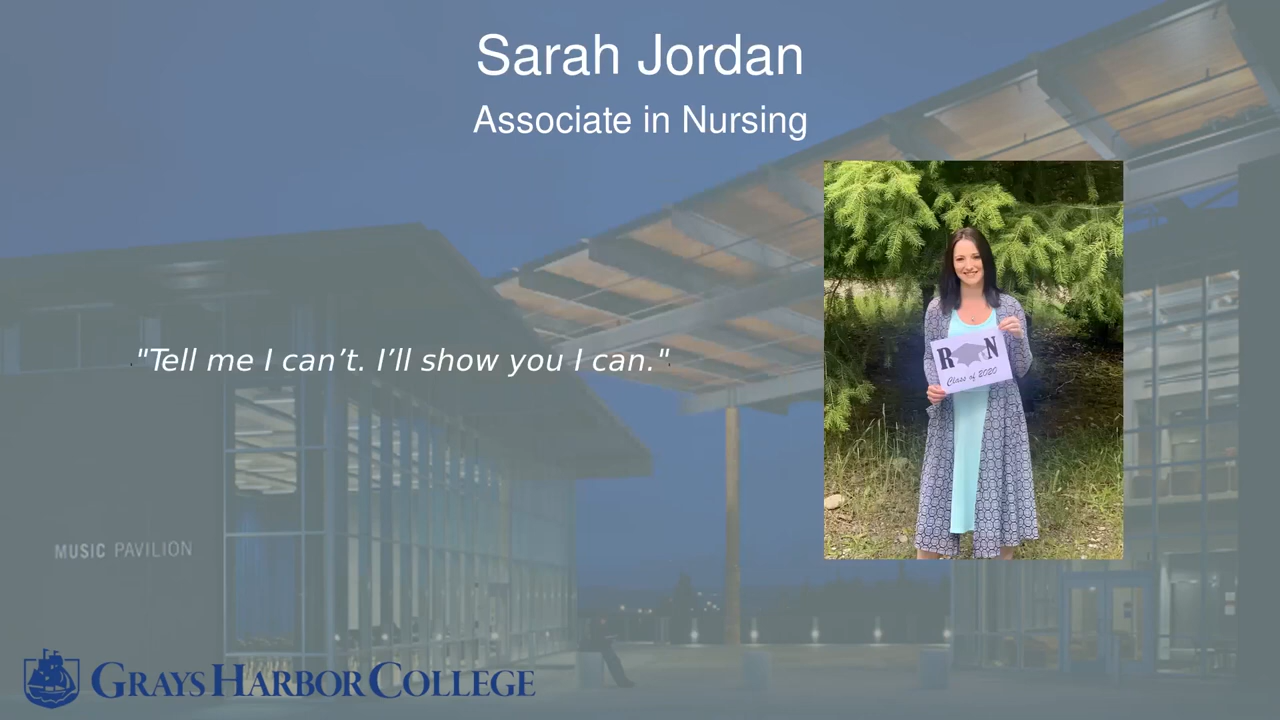 Sarah Jordan
Associate in Nursing
"Tell me I can’t. I’ll show you I can."
R N
Class of 2020
MUSIC PAVILION
GRAYS HARBOR COLLEGE